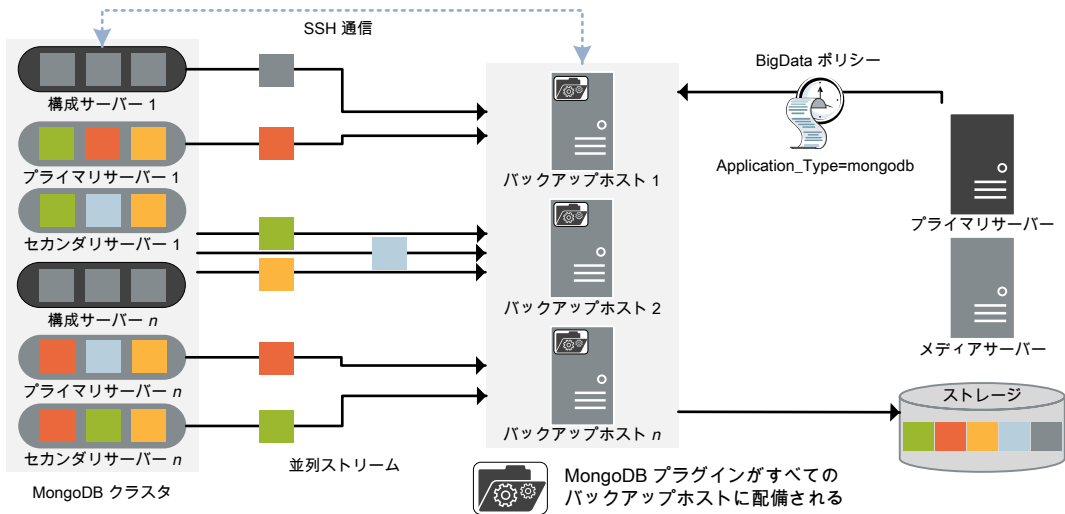 SSH 通信
構成サーバー 1
プライマリサーバー 1
セカンダリサーバー 1
構成サーバー n
プライマリサーバー n
セカンダリサーバー n
MongoDB クラスタ
並列ストリーム
バックアップホスト 1
バックアップホスト 2
バックアップホスト n
BigData ポリシー
Application_Type=mongodb
プライマリサーバー
メディアサーバー
ストレージ
MongoDB プラグインがすべての
バックアップホストに配備される